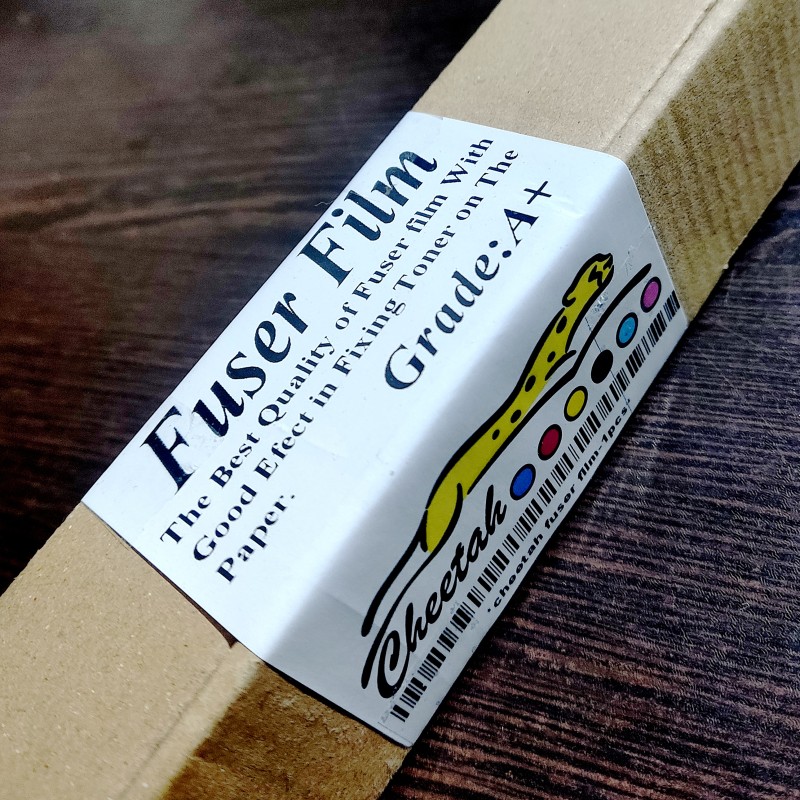 Fuser Film
The Best Quality of Fuser film With
Good Efect in Fixing Toner on The
Paper.
Grade:A+
Cheetah
*cheetah fuser film-1pcs*